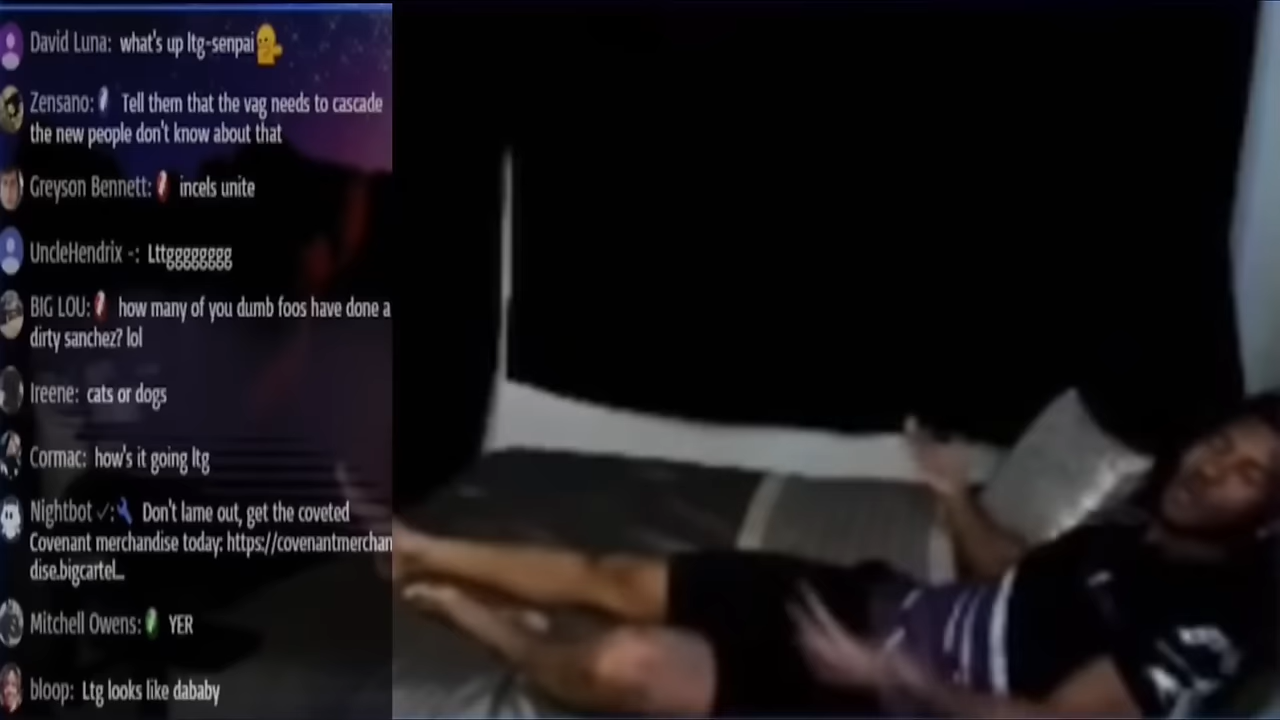 David Luna: what's up ltg-senpai
Zensano: Tell them that the vag needs to cascade
the new people don't know about that
Greyson Bennett: incels unite
UncleHendrix -: Lttgggggggg
BIG LOU: how many of you dumb foos have done a
dirty sanchez? lol
Ireene: cats or dogs
Cormac: how's it going ltg
Nightbot ✓: Don't lame out, get the coveted
Covenant merchandise today: https://covenantmerchan
dise.bigcartel...
Mitchell Owens: YER
bloop: Ltg looks like dababy